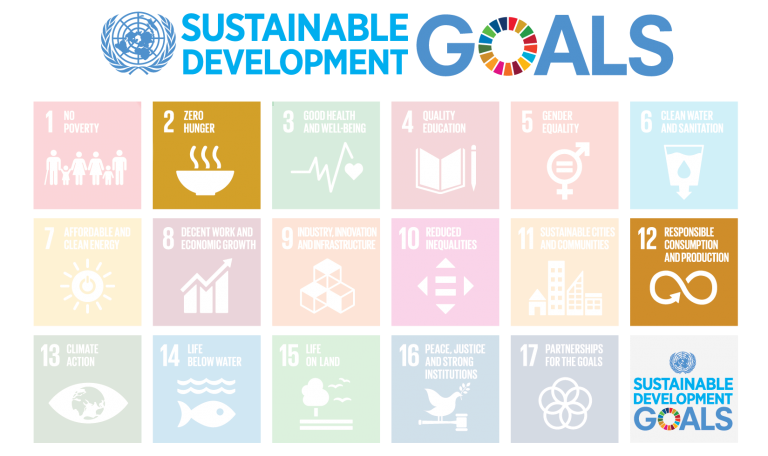 SUSTAINABLE
DEVELOPMENT
GOALS
1 NO
POVERTY
2 ZERO
HUNGER
3 GOOD HEALTH
AND WELL-BEING
4 QUALITY
EDUCATION
5 GENDER
EQUALITY
6 CLEAN WATER
AND SANITATION
7 AFFORDABLE AND
CLEAN ENERGY
8 DECENT WORK AND
ECONOMIC GROWTH
9 INDUSTRY, INNOVATION
AND INFRASTRUCTURE
10 REDUCED
INEQUALITIES
11 SUSTAINABLE CITIES
AND COMMUNITIES
12 RESPONSIBLE
CONSUMPTION
AND PRODUCTION
13 CLIMATE
ACTION
14 LIFE
BELOW WATER
15 LIFE
ON LAND
16 PEACE, JUSTICE
AND STRONG
INSTITUTIONS
17 PARTNERSHIPS
FOR THE GOALS
SUSTAINABLE
DEVELOPMENT
GOALS